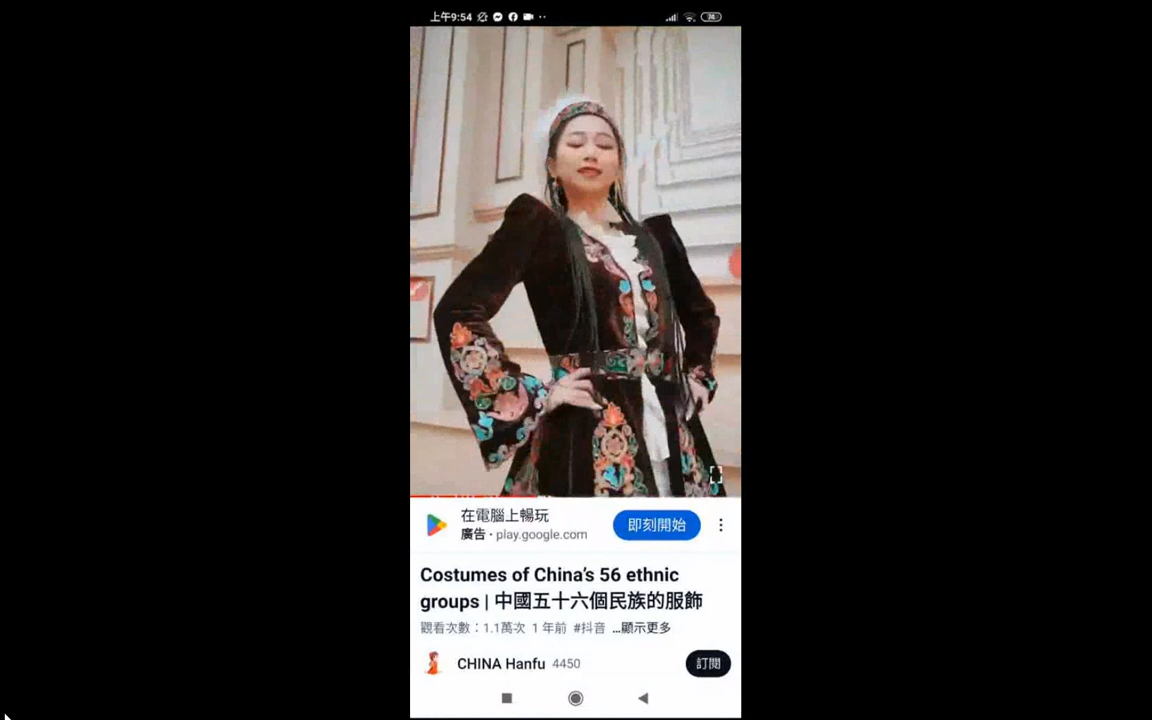 上午9:54
74
在電腦上暢玩
廣告 · play.google.com
即刻開始
Costumes of China's 56 ethnic
groups | 中國五十六個民族的服飾
觀看次數：1.1萬次 1 年前 #抖音 ...顯示更多
CHINA Hanfu 4450
訂閱